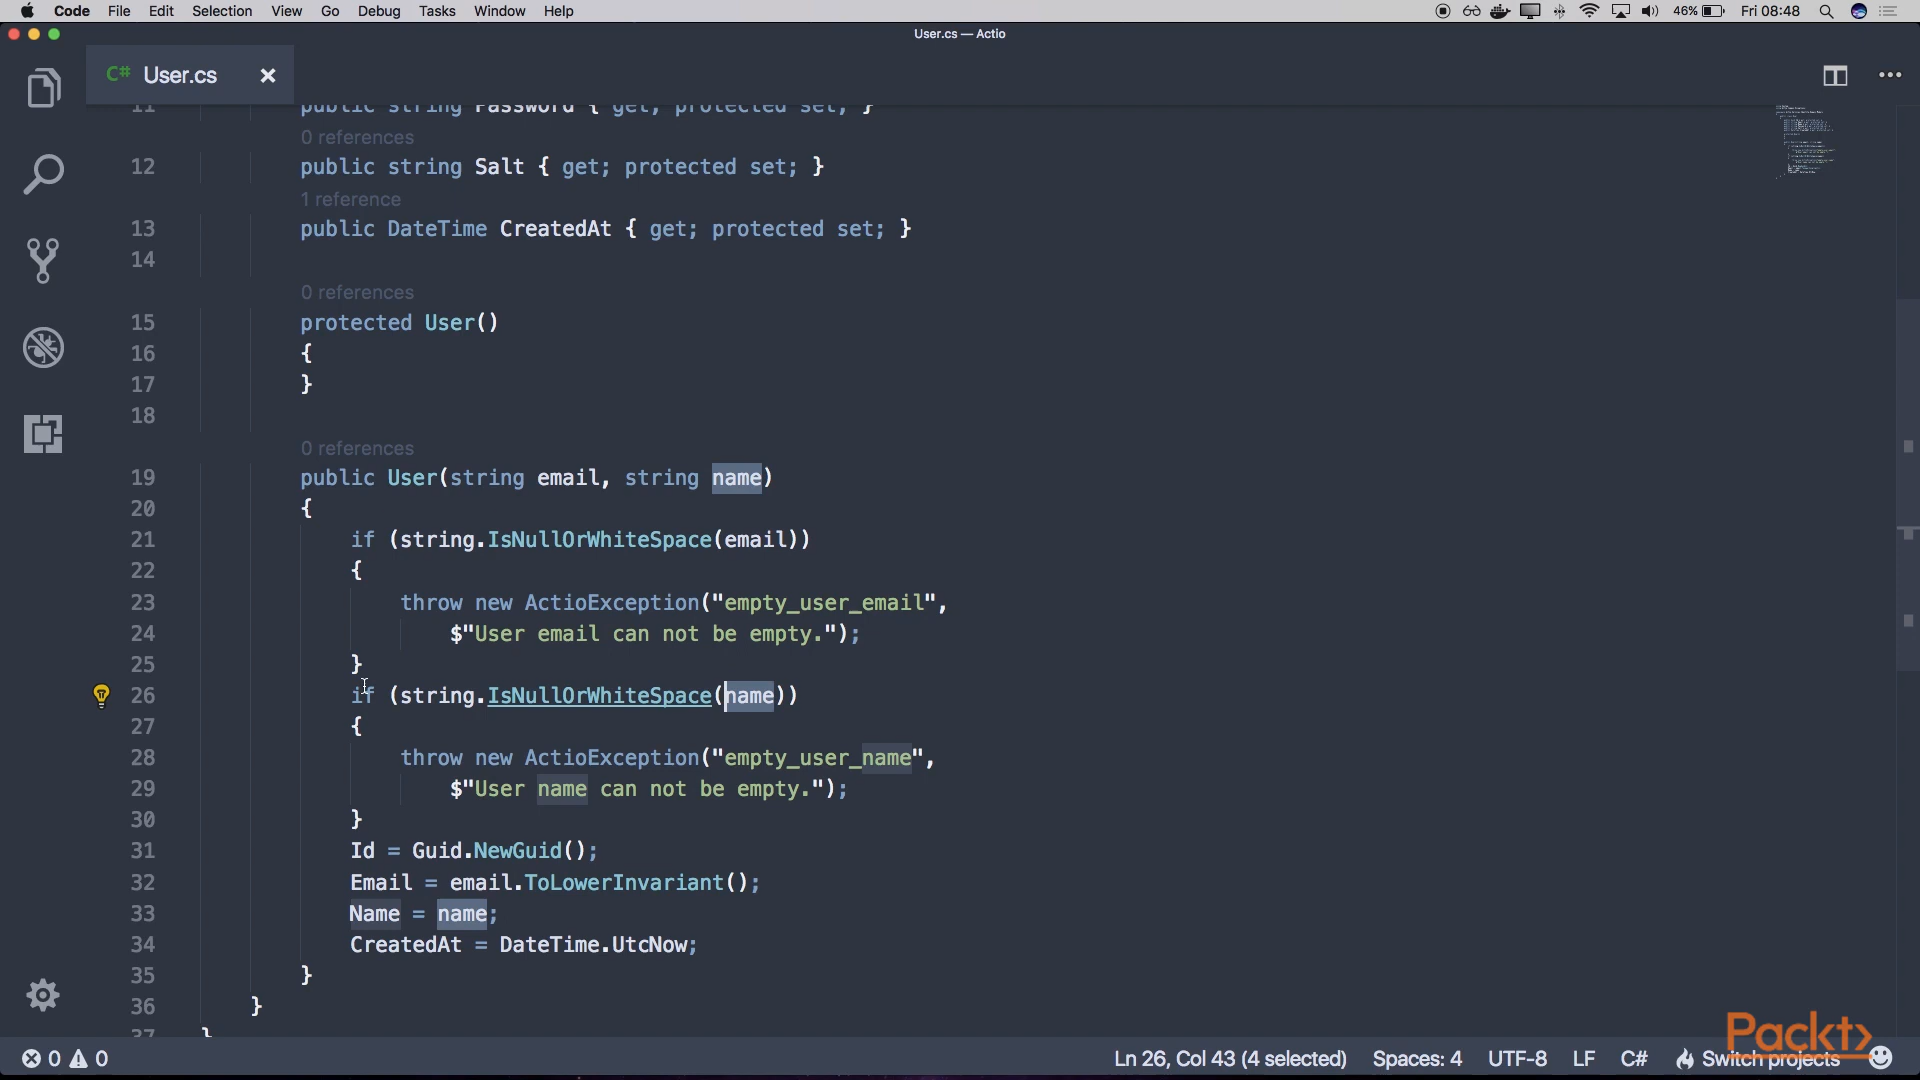 Code File Edit Selection View Go Debug Tasks Window Help 46% Fri 08:48
User.cs — Actio
C# User.cs
11 public string Password { get; protected set; }
0 references
12 public string Salt { get; protected set; }
1 reference
13 public DateTime CreatedAt { get; protected set; }
14
0 references
15 protected User()
16 {
17 }
18
0 references
19 public User(string email, string name)
20 {
21 if (string.IsNullOrWhiteSpace(email))
22 {
23 throw new ActioException("empty_user_email",
24 $"User email can not be empty.");
25 }
26 if (string.IsNullOrWhiteSpace(name))
27 {
28 throw new ActioException("empty_user_name",
29 $"User name can not be empty.");
30 }
31 Id = Guid.NewGuid();
32 Email = email.ToLowerInvariant();
33 Name = name;
34 CreatedAt = DateTime.UtcNow;
35 }
36 }
37 }
Packt>
0 0 Ln 26, Col 43 (4 selected) Spaces: 4 UTF-8 LF C# Switch projects